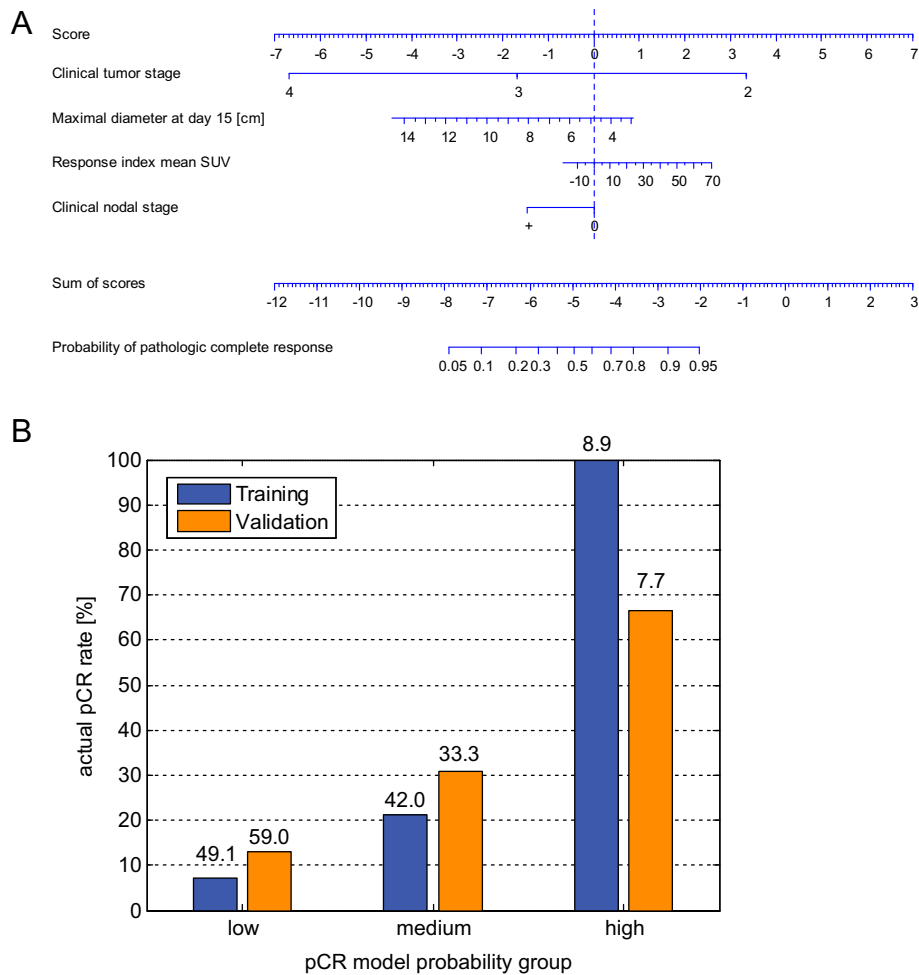 A
Score
-7 -6 -5 -4 -3 -2 -1 0 1 2 3 4 5 6 7
Clinical tumor stage
4 3 2
Maximal diameter at day 15 [cm]
14 12 10 8 6 4
Response index mean SUV
-10 10 30 50 70
Clinical nodal stage
+ 0
Sum of scores
-12 -11 -10 -9 -8 -7 -6 -5 -4 -3 -2 -1 0 1 2 3
Probability of pathologic complete response
0.05 0.1 0.2 0.3 0.5 0.7 0.8 0.9 0.95
B
8.9
100
Training
90
Validation
80
7.7
70
60
50
40
33.3
30
42.0
20
59.0
49.1
10
0
actual pCR rate [%]
low medium high
pCR model probability group